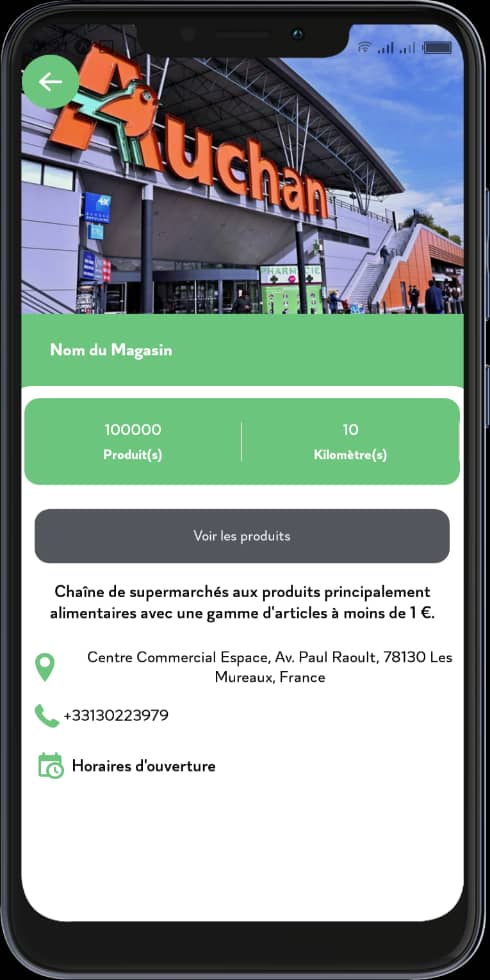 Auchan
PHARMACIE
Nom du Magasin
100000
10
Produit(s)
Kilomètre(s)
Voir les produits
Chaîne de supermarchés aux produits principalement
alimentaires avec une gamme d'articles à moins de 1 €.
Centre Commercial Espace, Av. Paul Raoult, 78130 Les
Mureaux, France
+33130223979
Horaires d'ouverture